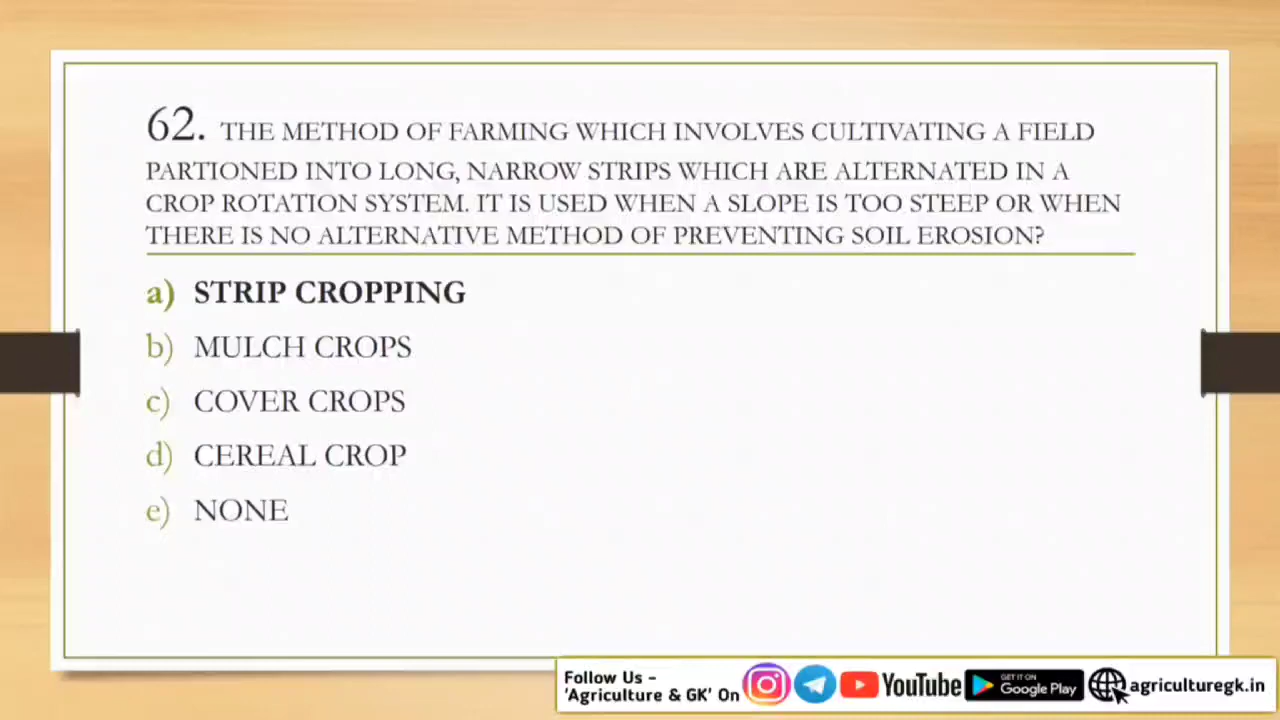 62. THE METHOD OF FARMING WHICH INVOLVES CULTIVATING A FIELD
PARTIONED INTO LONG, NARROW STRIPS WHICH ARE ALTERNATED IN A
CROP ROTATION SYSTEM. IT IS USED WHEN A SLOPE IS TOO STEEP OR WHEN
THERE IS NO ALTERNATIVE METHOD OF PREVENTING SOIL EROSION?
a) STRIP CROPPING
b) MULCH CROPS
c) COVER CROPS
d) CEREAL CROP
e) NONE
Follow Us –
'Agriculture & GK' On
YouTube
GET IT ON
Google Play
agriculturegk.in